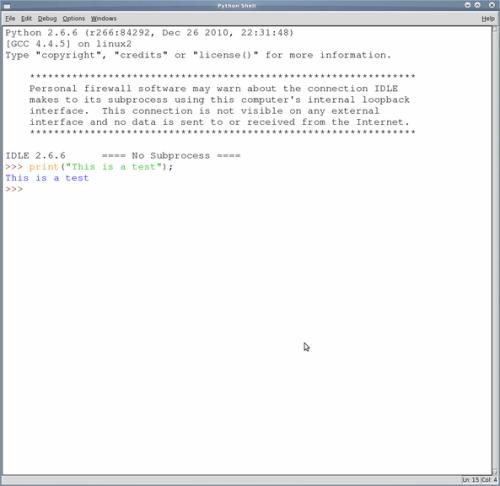 Python Shell
File Edit Debug Options Windows Help
Python 2.6.6 (r266:84292, Dec 26 2010, 22:31:48)
[GCC 4.4.5] on linux2
Type "copyright", "credits" or "license()" for more information.
****************************************************************
Personal firewall software may warn about the connection IDLE
makes to its subprocess using this computer's internal loopback
interface.  This connection is not visible on any external
interface and no data is sent to or received from the Internet.
****************************************************************
IDLE 2.6.6      ==== No Subprocess ====
>>> print("This is a test");
This is a test
>>>
Ln: 15 Col: 4